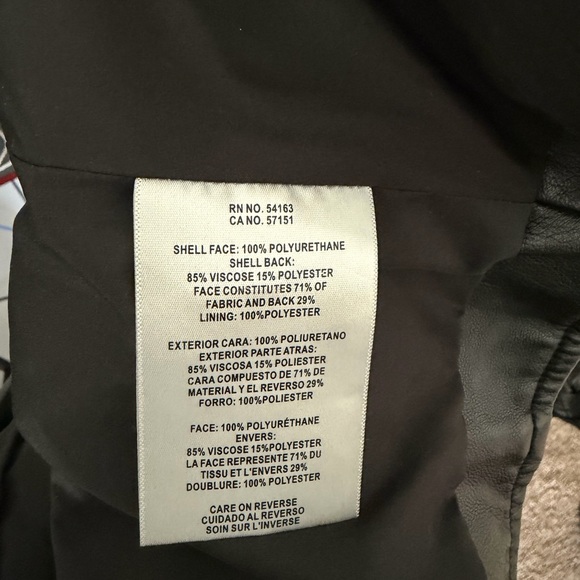 RN NO. 54163
CA NO. 57151
SHELL FACE: 100% POLYURETHANE
SHELL BACK:
85% VISCOSE 15% POLYESTER
FACE CONSTITUTES 71% OF
FABRIC AND BACK 29%
LINING: 100%POLYESTER
EXTERIOR CARA: 100% POLIURETANO
EXTERIOR PARTE ATRAS:
85% VISCOSA 15% POLIESTER
CARA COMPUESTO DE 71% DE
MATERIAL Y EL REVERSO 29%
FORRO: 100%POLIESTER
FACE: 100% POLYURÉTHANE
ENVERS:
85% VISCOSE 15%POLYESTER
LA FACE REPRESENTE 71% DU
TISSU ET L'ENVERS 29%
DOUBLURE: 100% POLYESTER
CARE ON REVERSE
CUIDADO AL REVERSO
SOIN SUR L'INVERSE